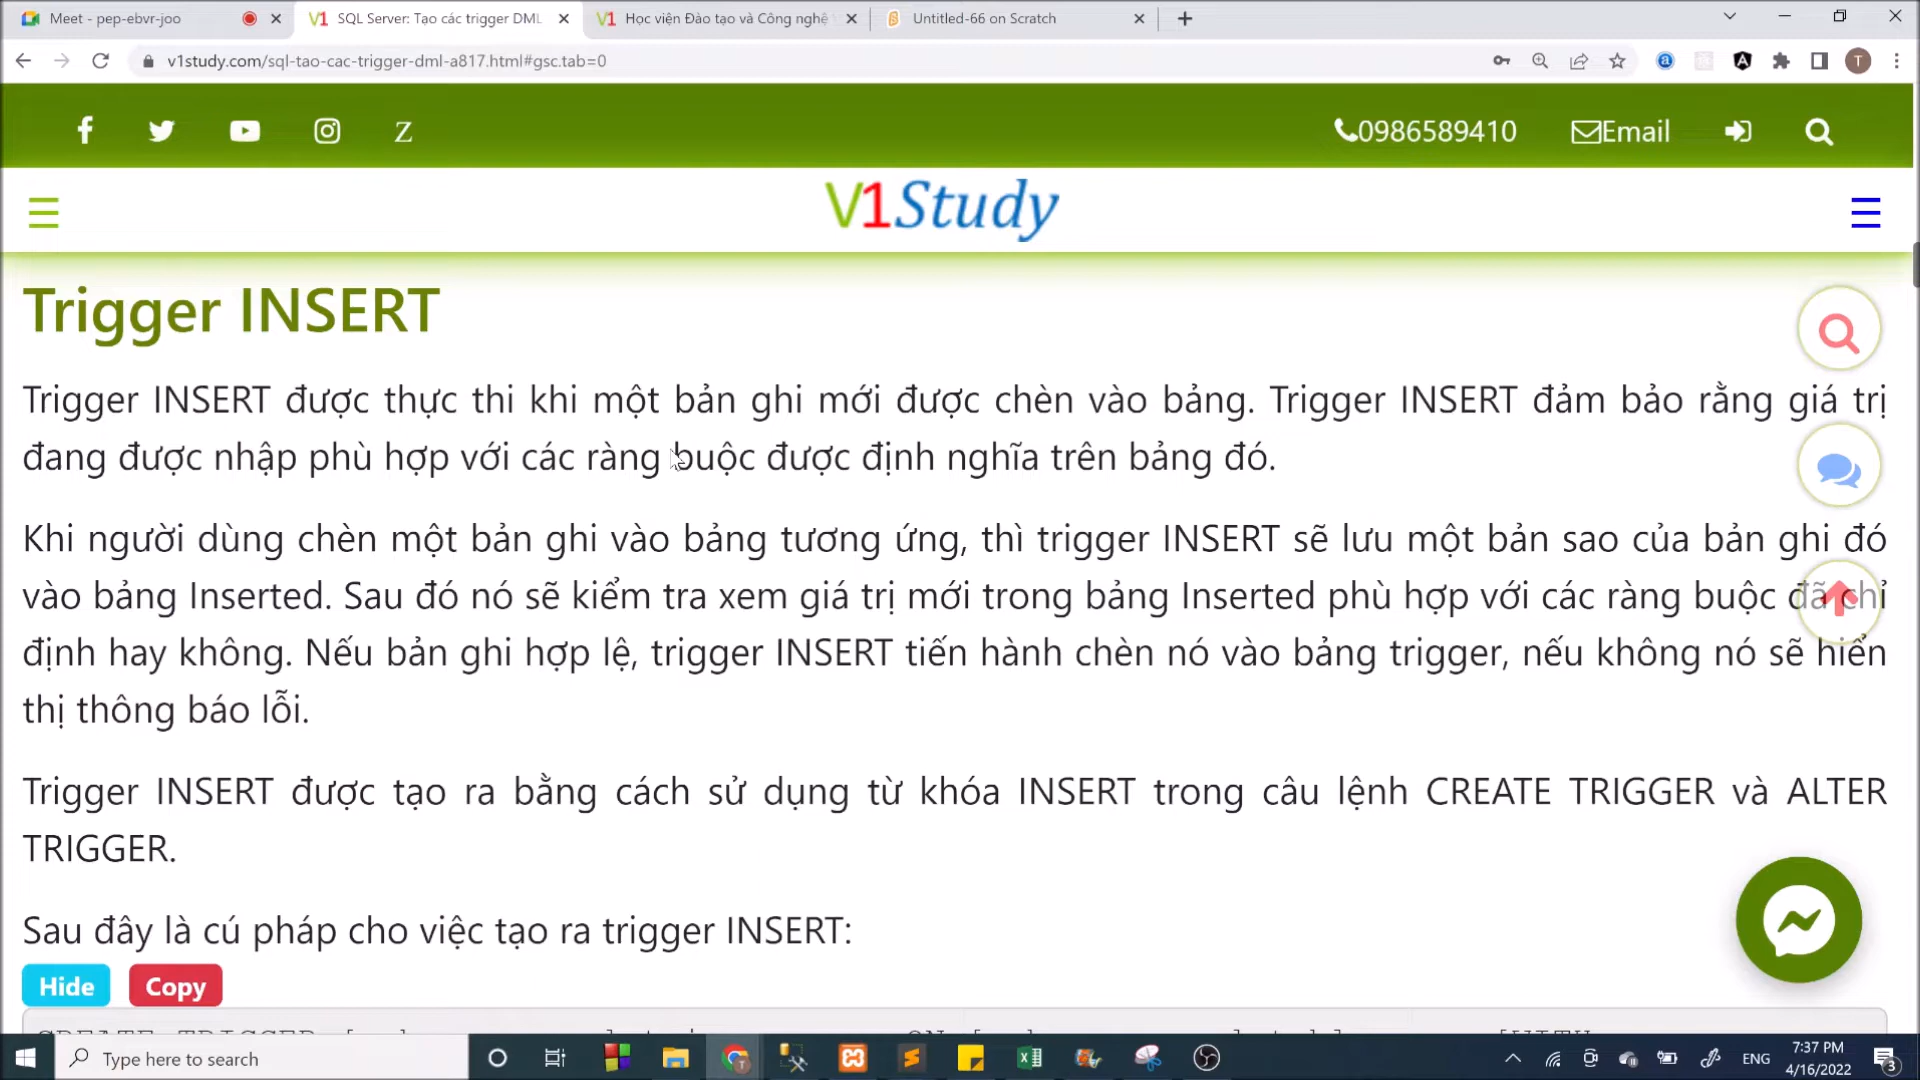 Meet - pep-ebvr-joo
SQL Server: Tạo các trigger DML
Học viện Đào tạo và Công nghệ
Untitled-66 on Scratch
v1study.com/sql-tao-cac-trigger-dml-a817.html#gsc.tab=0
T
Z
0986589410
Email
V1Study
Trigger INSERT
Trigger INSERT được thực thi khi một bản ghi mới được chèn vào bảng. Trigger INSERT đảm bảo rằng giá trị
đang được nhập phù hợp với các ràng buộc được định nghĩa trên bảng đó.
Khi người dùng chèn một bản ghi vào bảng tương ứng, thì trigger INSERT sẽ lưu một bản sao của bản ghi đó
vào bảng Inserted. Sau đó nó sẽ kiểm tra xem giá trị mới trong bảng Inserted phù hợp với các ràng buộc đã chỉ
định hay không. Nếu bản ghi hợp lệ, trigger INSERT tiến hành chèn nó vào bảng trigger, nếu không nó sẽ hiển
thị thông báo lỗi.
Trigger INSERT được tạo ra bằng cách sử dụng từ khóa INSERT trong câu lệnh CREATE TRIGGER và ALTER
TRIGGER.
Sau đây là cú pháp cho việc tạo ra trigger INSERT:
Hide
Copy
CREATE TRIGGER
Type here to search
ENG
7:37 PM
4/16/2022
3